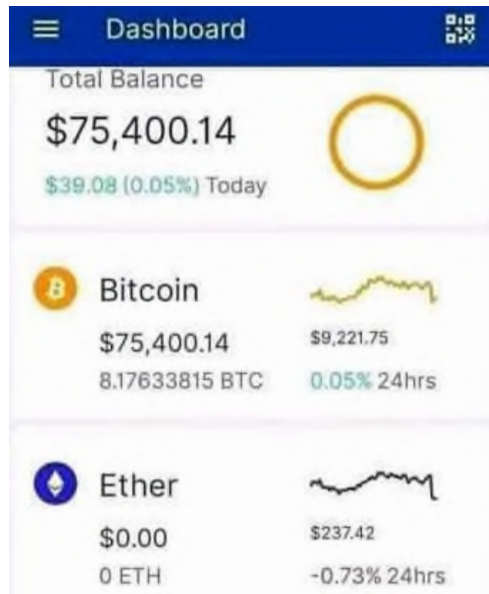 Dashboard
Total Balance
$75,400.14
$39.08 (0.05%) Today
Bitcoin
$75,400.14
$9,221.75
8.17633815 BTC
0.05% 24hrs
Ether
$0.00
$237.42
0 ETH
-0.73% 24hrs